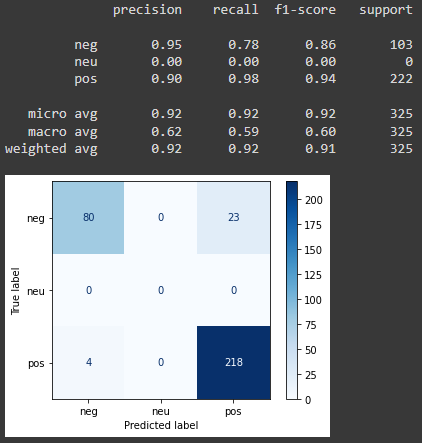 precision recall f1-score support
neg 0.95 0.78 0.86 103
neu 0.00 0.00 0.00 0
pos 0.90 0.98 0.94 222
micro avg 0.92 0.92 0.92 325
macro avg 0.62 0.59 0.60 325
weighted avg 0.92 0.92 0.91 325
neg 80 0 23
neu 0 0 0
pos 4 0 218
neg neu pos
True label
Predicted label
200
175
150
125
100
75
50
25
0